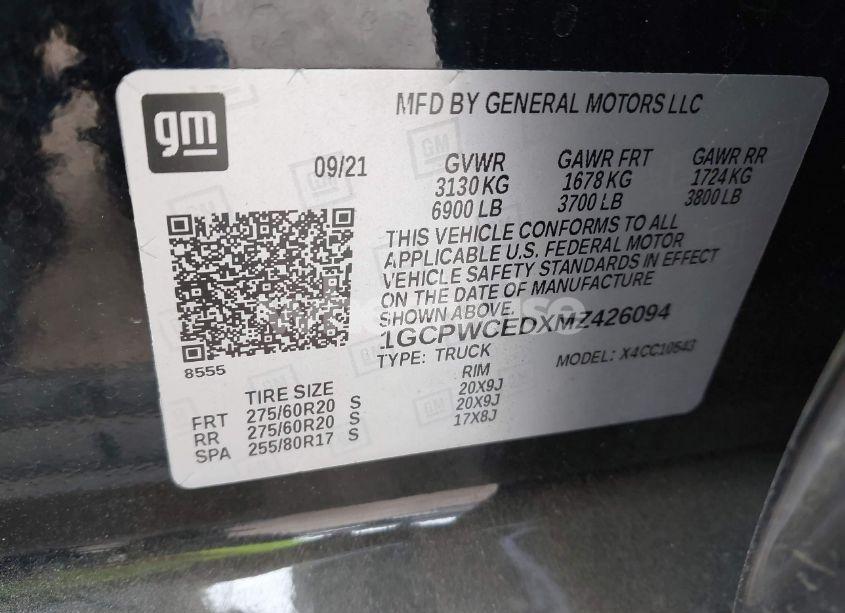 gm
MFD BY GENERAL MOTORS LLC
09/21
GVWR GAWR FRT GAWR RR
3130 KG 1678 KG 1724 KG
6900 LB 3700 LB 3800 LB
THIS VEHICLE CONFORMS TO ALL
APPLICABLE U.S. FEDERAL MOTOR
VEHICLE SAFETY STANDARDS IN EFFECT
ON THE DATE OF MANUFACTURE
SHOWN ABOVE.
1GCPWCEDXMZ426094
TYPE: TRUCK MODEL: X4CC10543
8555
TIRE SIZE RIM
FRT 275/60R20 S 20X9J
RR 275/60R20 S 20X9J
SPA 255/80R17 S 17X8J